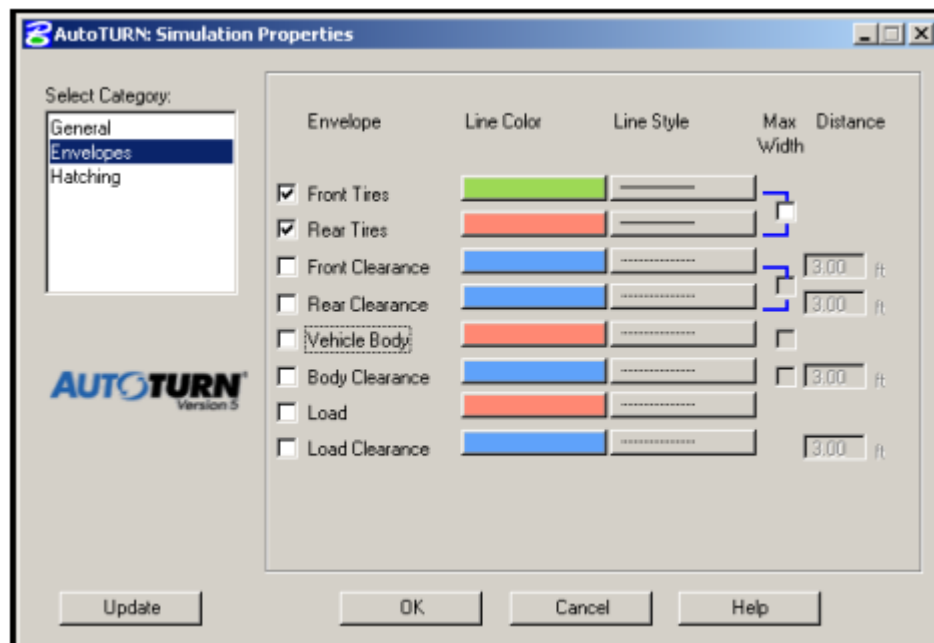 AutoTURN: Simulation Properties
Select Category:
General
Envelopes
Hatching
Envelope Line Color Line Style Max Width Distance
Front Tires
Rear Tires
Front Clearance 3.00 ft
Rear Clearance 3.00 ft
Vehicle Body
Body Clearance 3.00 ft
Load
Load Clearance 3.00 ft
AUTOTURN®
Version 5
Update OK Cancel Help